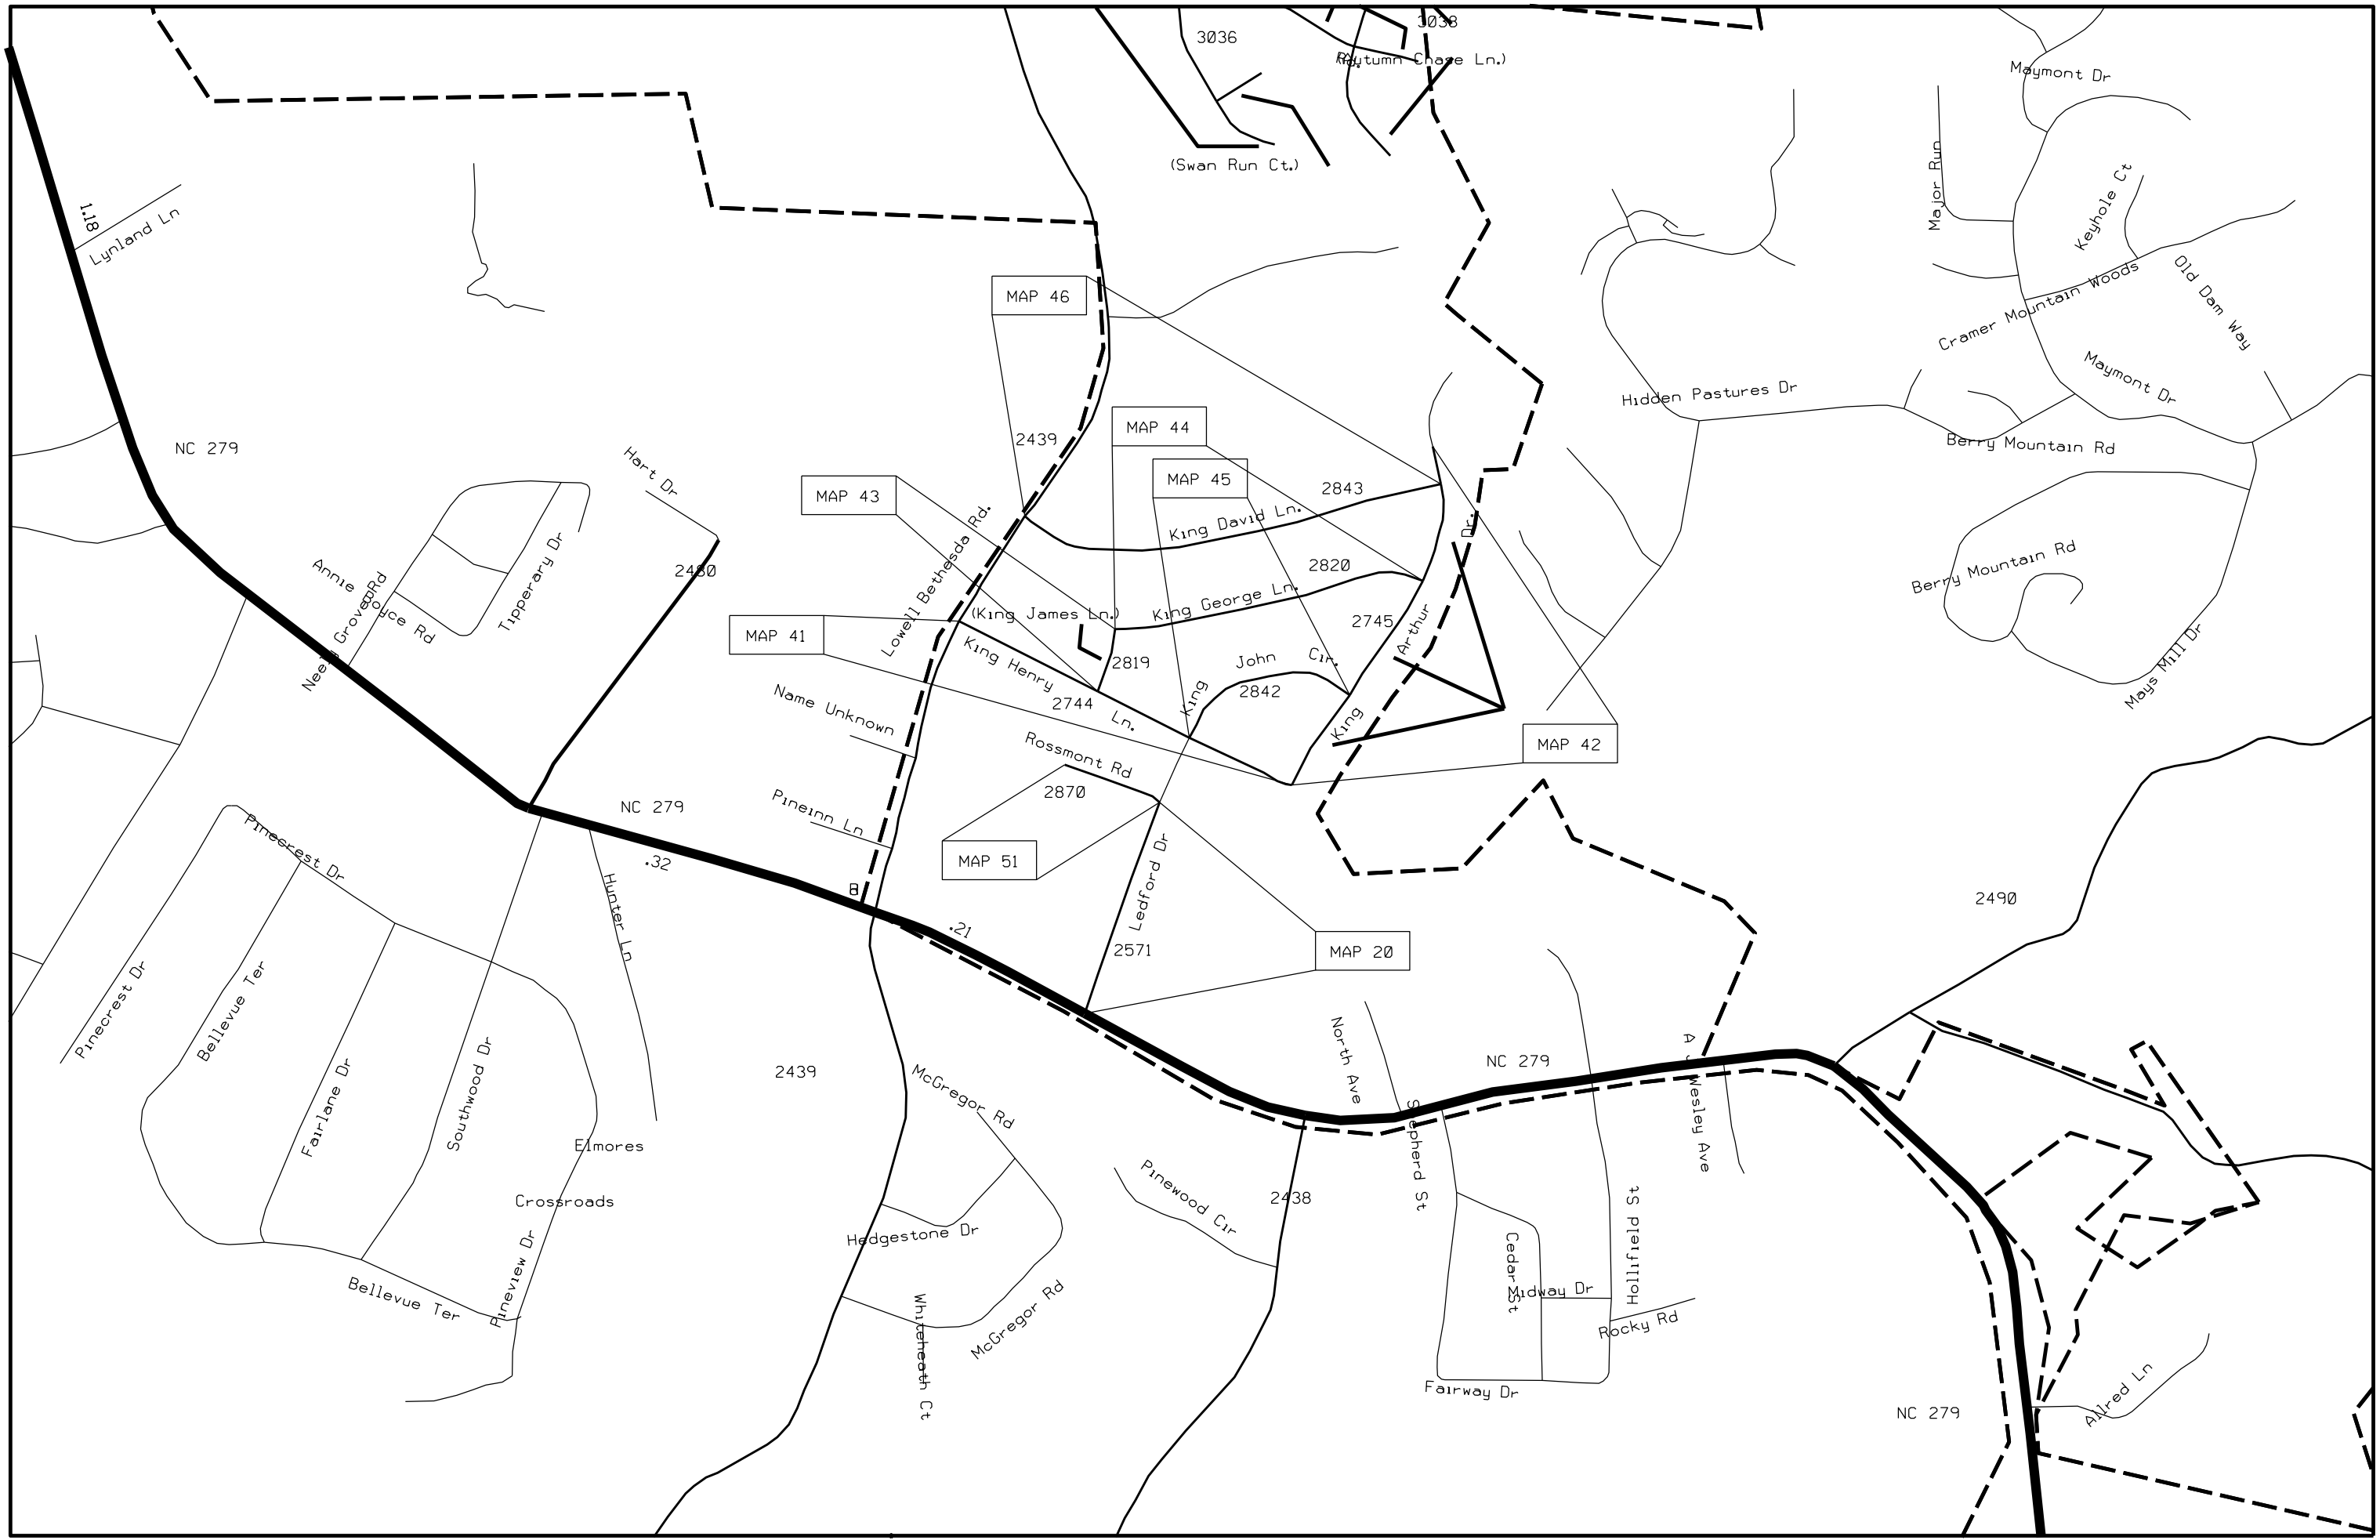 3036
3038
(Autumn Chase Ln.)
Maymont Dr
(Swan Run Ct.)
1.18
Lynland Ln
Major Run
Keyhole Ct
Old Dam Way
Cramer Mountain Woods
MAP 46
Maymont Dr
Hidden Pastures Dr
MAP 44
2439
NC 279
Hart Dr
Berry Mountain Rd
MAP 45
MAP 43
2843
King David Ln.
Lowell Bethesda Rd.
2480
2820
Tipperary Dr
Annie Joyce Rd
Neely Grove Rd
King George Ln.
(King James Ln.)
Berry Mountain Rd
MAP 41
2745
King Arthur Dr.
King Henry Ln.
2819
King John Cir.
2842
2744
Mays Mill Dr
Name Unknown
MAP 42
Rossmont Rd
2870
Pineinn Ln
NC 279
.32
Pinecrest Dr
MAP 51
Ledford Dr
Hunter Ln
2490
.21
2571
MAP 20
Pinecrest Dr
Bellevue Ter
Fairlane Dr
Southwood Dr
2439
McGregor Rd
North Ave
NC 279
Wesley Ave
Shepherd St
Elmores
Crossroads
Pinewood Cir
2438
Hedgestone Dr
Pineview Dr
Bellevue Ter
Whiteheath Ct
McGregor Rd
Cedar St
Midway Dr
Hollifield St
Rocky Rd
Fairway Dr
Allred Ln
NC 279